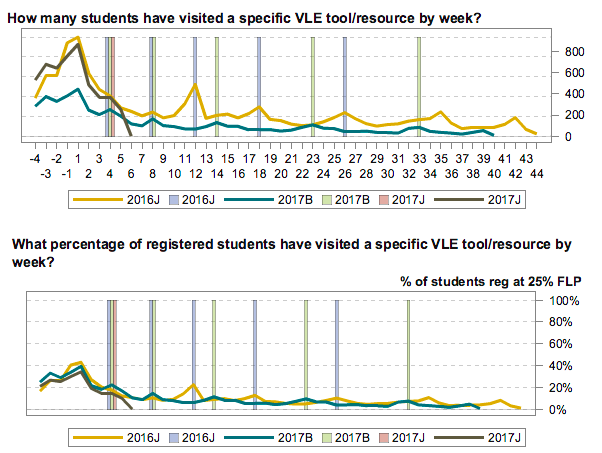 How many students have visited a specific VLE tool/resource by week?
800
600
400
200
0
-4 -2 1 3 5 7 9 11 13 15 17 19 21 23 25 27 29 31 33 35 37 39 41 43
-3 -1 2 4 6 8 10 12 14 16 18 20 22 24 26 28 30 32 34 36 38 40 42 44
2016J 2016J 2017B 2017B 2017J 2017J
What percentage of registered students have visited a specific VLE tool/resource by
week?
% of students reg at 25% FLP
100%
80%
60%
40%
20%
0%
2016J 2016J 2017B 2017B 2017J 2017J